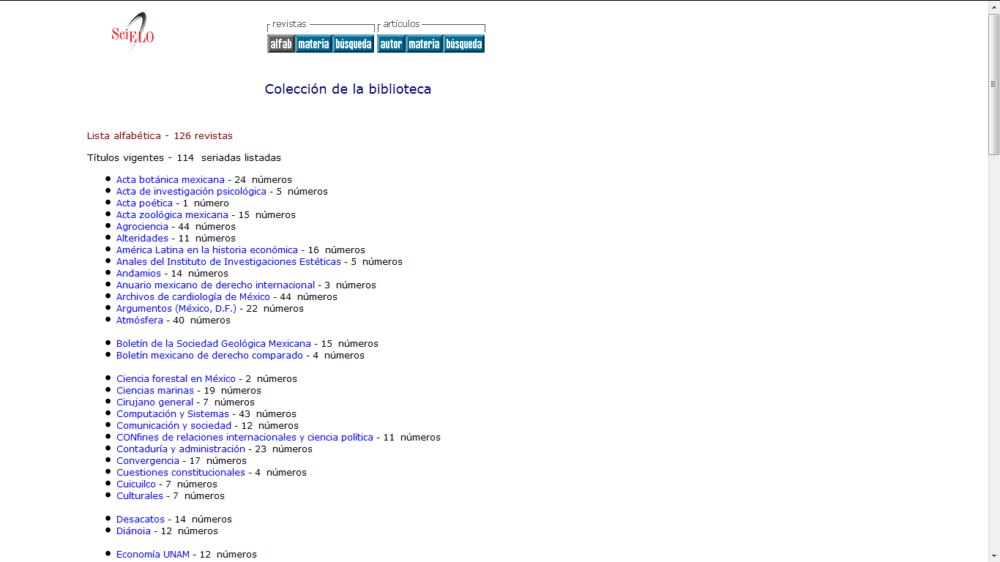 SciELO
revistas artículos
alfab materia búsqueda autor materia búsqueda
Colección de la biblioteca
Lista alfabética - 126 revistas
Títulos vigentes - 114 seriadas listadas
Acta botánica mexicana - 24 números
Acta de investigación psicológica - 5 números
Acta poética - 1 número
Acta zoológica mexicana - 15 números
Agrociencia - 44 números
Alteridades - 11 números
América Latina en la historia económica - 16 números
Anales del Instituto de Investigaciones Estéticas - 5 números
Andamios - 14 números
Anuario mexicano de derecho internacional - 3 números
Archivos de cardiología de México - 44 números
Argumentos (México, D.F.) - 22 números
Atmósfera - 40 números
Boletín de la Sociedad Geológica Mexicana - 15 números
Boletín mexicano de derecho comparado - 4 números
Ciencia forestal en México - 2 números
Ciencias marinas - 19 números
Cirujano general - 7 números
Computación y Sistemas - 43 números
Comunicación y sociedad - 12 números
CONfines de relaciones internacionales y ciencia política - 11 números
Contaduría y administración - 23 números
Convergencia - 17 números
Cuestiones constitucionales - 4 números
Cuicuilco - 7 números
Culturales - 7 números
Desacatos - 14 números
Diánoia - 12 números
Economía UNAM - 12 números